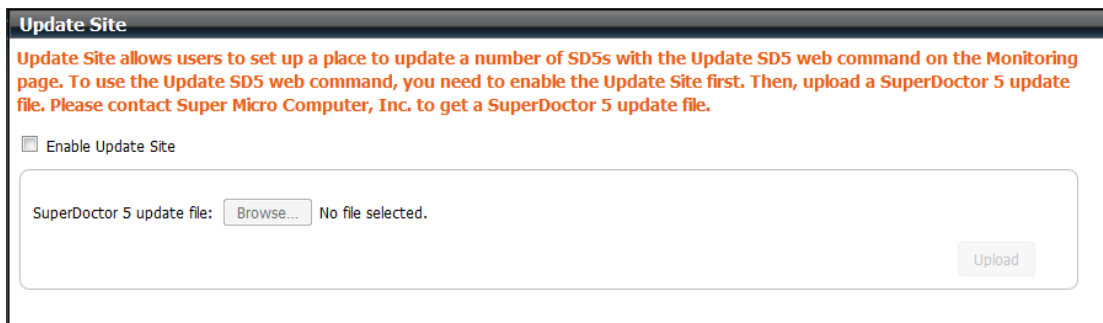 Update Site
Update Site allows users to set up a place to update a number of SD5s with the Update SD5 web command on the Monitoring
page. To use the Update SD5 web command, you need to enable the Update Site first. Then, upload a SuperDoctor 5 update
file. Please contact Super Micro Computer, Inc. to get a SuperDoctor 5 update file.
Enable Update Site
SuperDoctor 5 update file: Browse... No file selected.
Upload